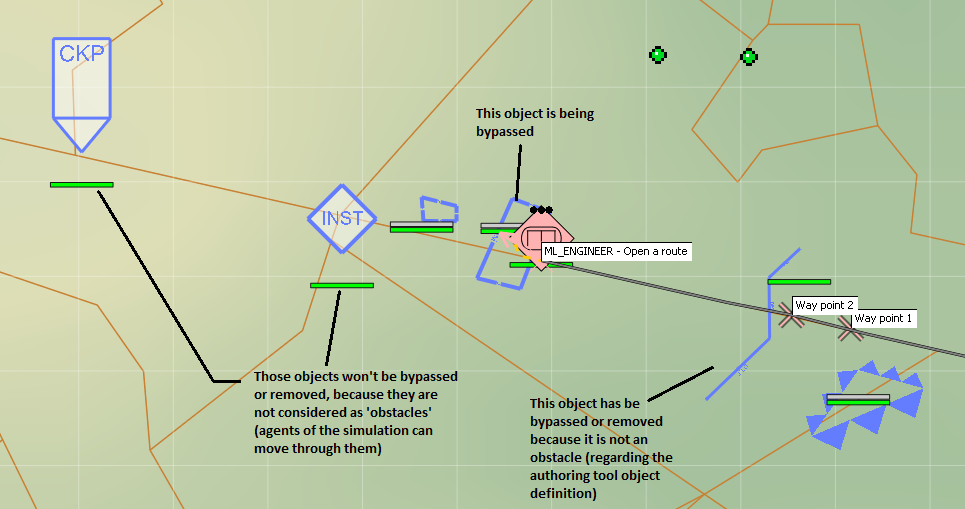 CKP
This object is being
bypassed
INST
ML_ENGINEER - Open a route
Way point 2
Way point 1
Those objects won't be bypassed
or removed, because they are
not considered as 'obstacles'
(agents of the simulation can
move through them)
This object has be
bypassed or removed
because it is not an
obstacle (regarding the
authoring tool object
definition)